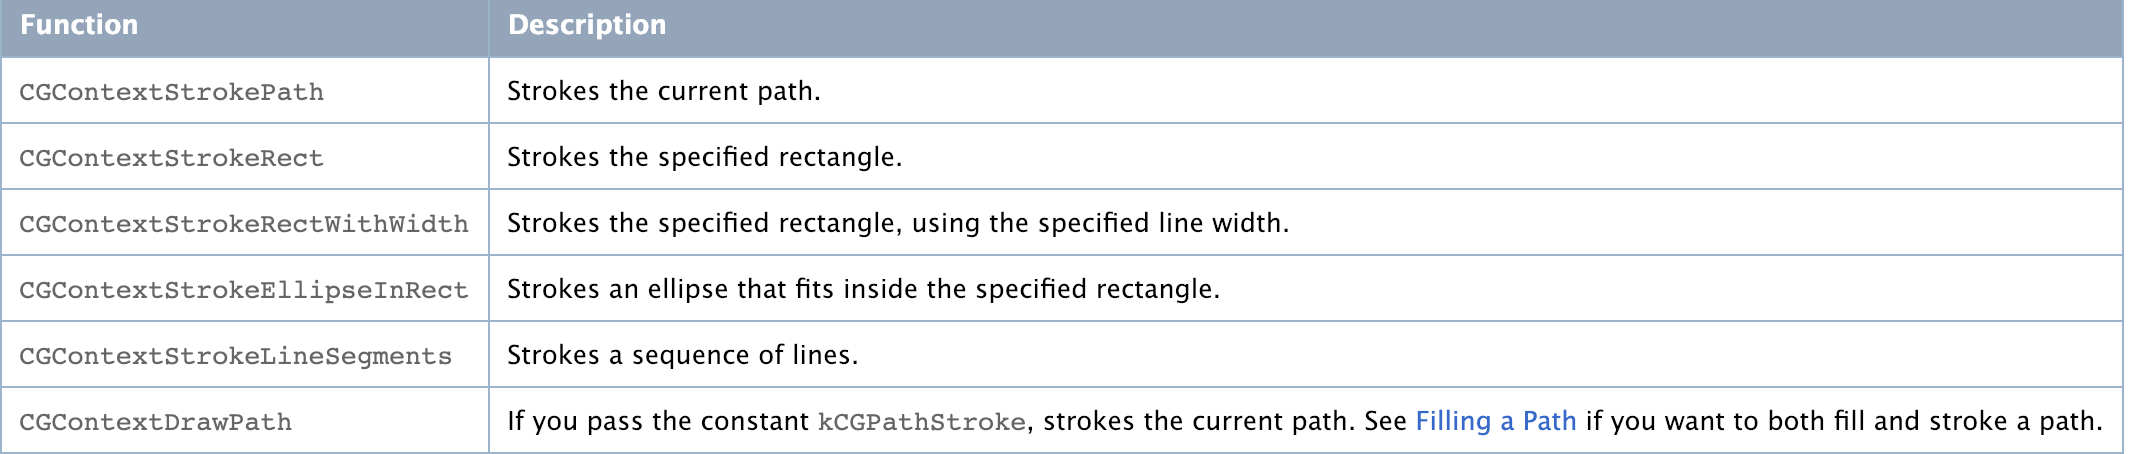 Function Description
CGContextStrokePath Strokes the current path.
CGContextStrokeRect Strokes the specified rectangle.
CGContextStrokeRectWithWidth Strokes the specified rectangle, using the specified line width.
CGContextStrokeEllipseInRect Strokes an ellipse that fits inside the specified rectangle.
CGContextStrokeLineSegments Strokes a sequence of lines.
CGContextDrawPath If you pass the constant kCGPathStroke, strokes the current path. See Filling a Path if you want to both fill and stroke a path.